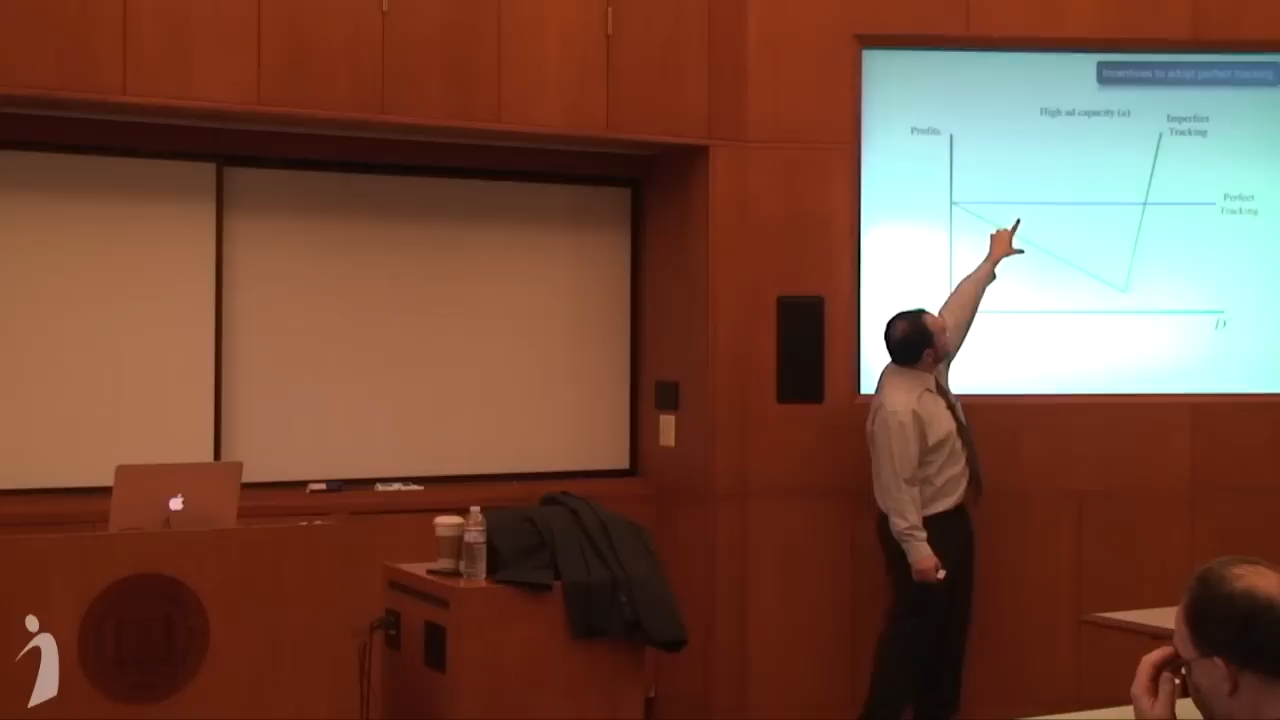 Incentives to adopt perfect tracking
High ad capacity (a)
Profits
Imperfect
Tracking
Perfect
Tracking
D